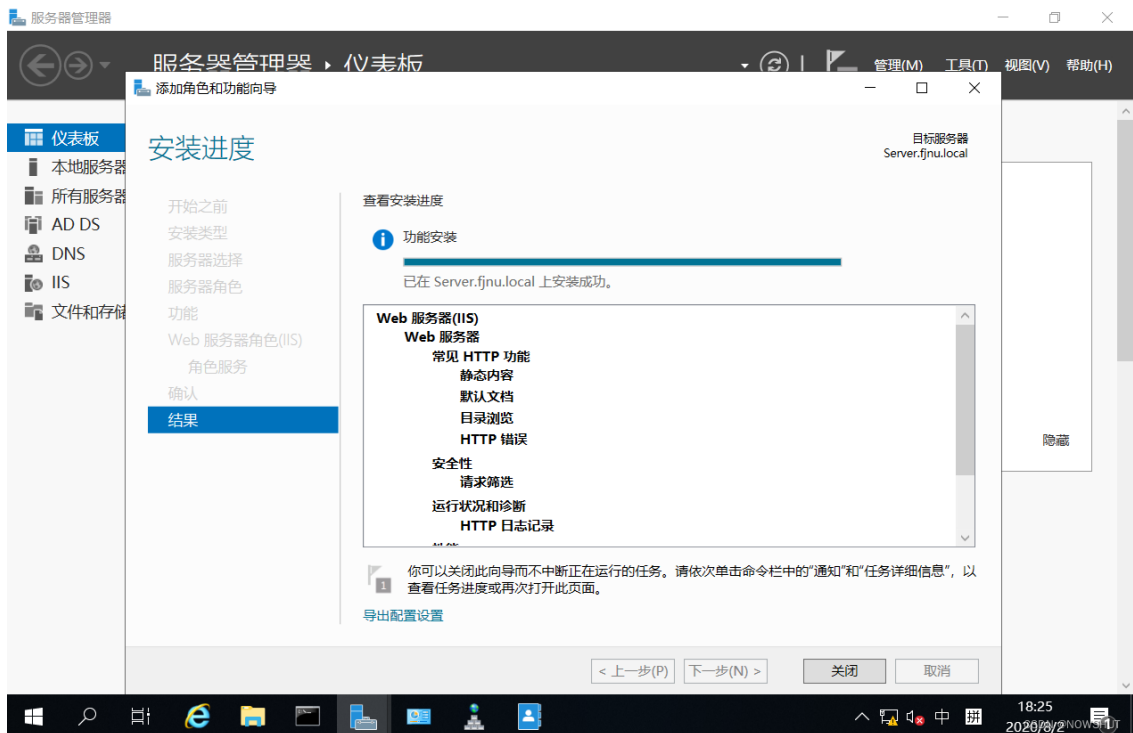 服务器管理器
服务器管理器 ‣ 仪表板
管理(M) 工具(T) 视图(V) 帮助(H)
添加角色和功能向导
仪表板
本地服务器
所有服务器
AD DS
DNS
IIS
文件和存储
安装进度
目标服务器
Server.fjnu.local
开始之前
安装类型
服务器选择
服务器角色
功能
Web 服务器角色(IIS)
角色服务
确认
结果
查看安装进度
功能安装
已在 Server.fjnu.local 上安装成功。
Web 服务器(IIS)
Web 服务器
常见 HTTP 功能
静态内容
默认文档
目录浏览
HTTP 错误
安全性
请求筛选
运行状况和诊断
HTTP 日志记录
1
你可以关闭此向导而不中断正在运行的任务。请依次单击命令栏中的“通知”和“任务详细信息”，以
查看任务进度或再次打开此页面。
导出配置设置
隐藏
< 上一步(P) 下一步(N) > 关闭 取消
中 拼
18:25
2020/8/2